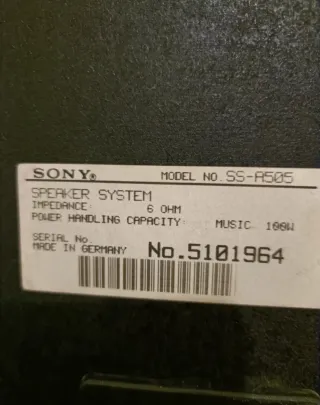 SONY® MODEL NO. SS-A505
SPEAKER SYSTEM
IMPEDANCE: 6 OHM
POWER HANDLING CAPACITY: MUSIC 100W
SERIAL No.
MADE IN GERMANY No.5101964